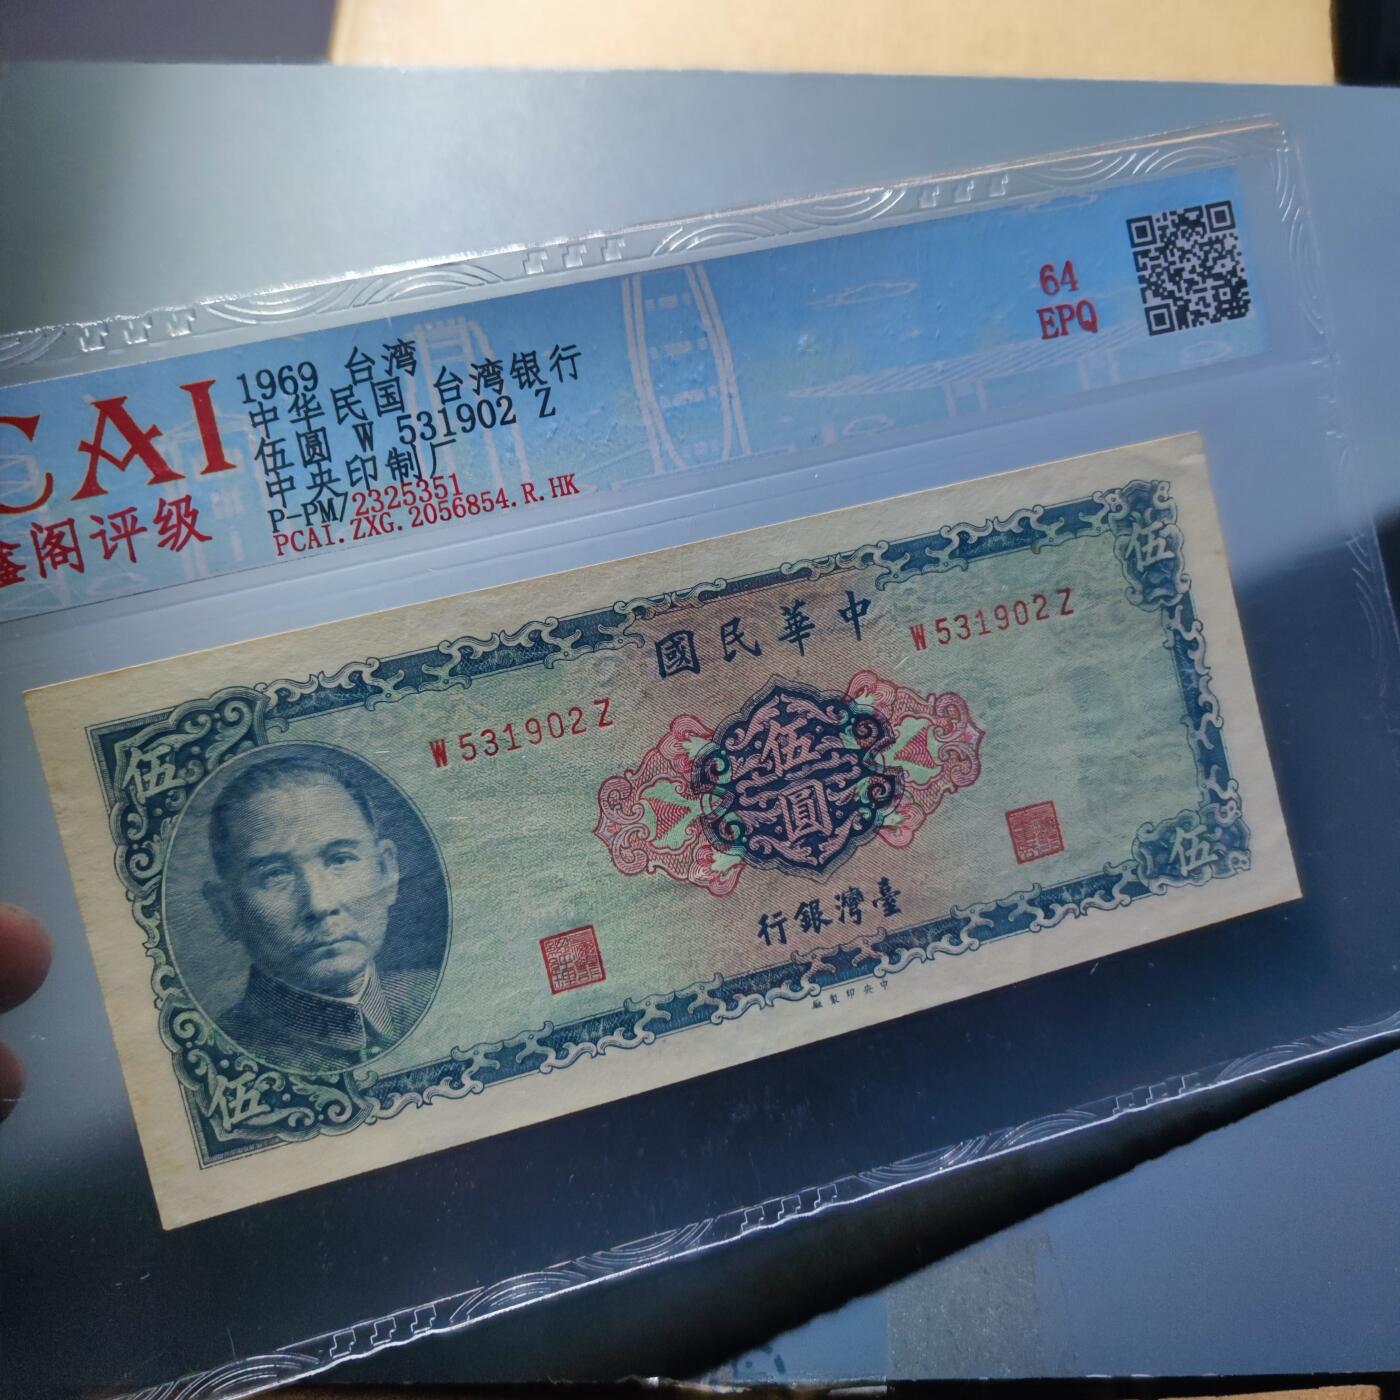 CAI
鑫阁评级
1969 台湾
中华民国 台湾银行
伍圆 W 531902 Z
中央印制厂
P-PM/2325351
PCAI.ZXG.2056854.R.HK
64
EPQ
國民華中
W531902Z
W531902Z
伍
伍
伍
圓
行銀灣臺
廠製印央中
伍
伍